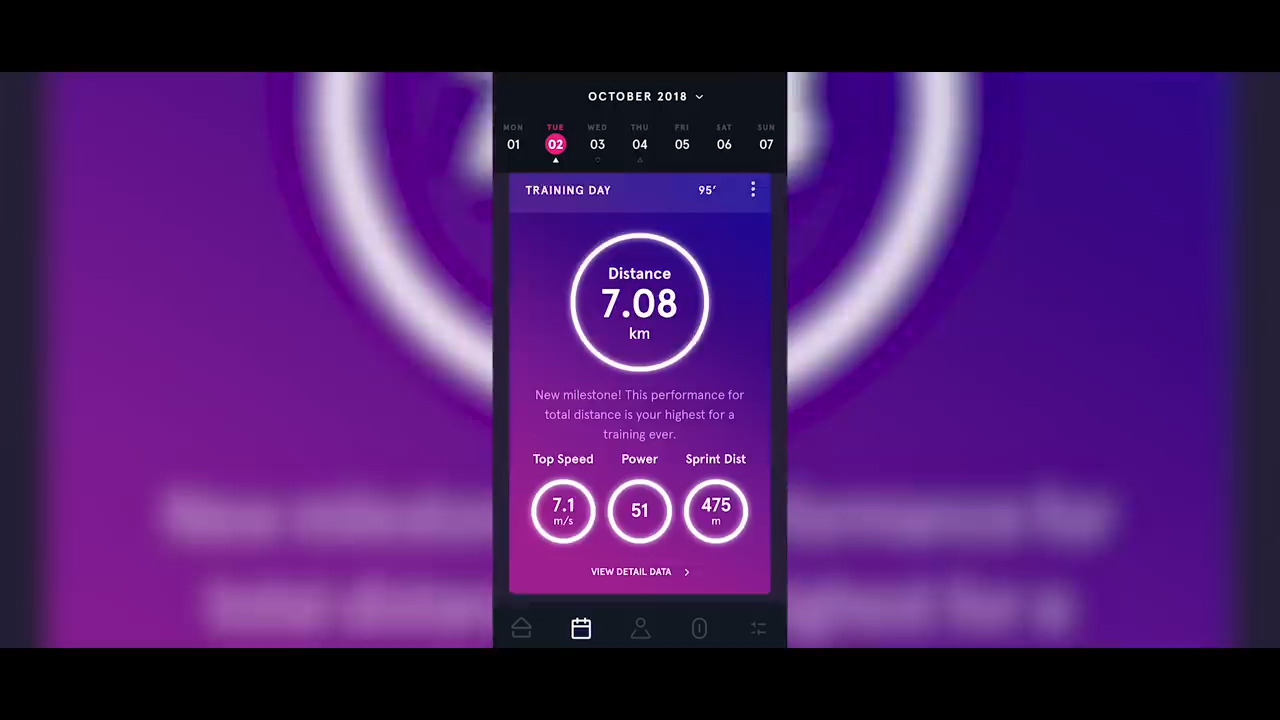 OCTOBER 2018
MON TUE WED THU FRI SAT SUN
01 02 03 04 05 06 07
TRAINING DAY 95′
Distance
7.08
km
New milestone! This performance for
total distance is your highest for a
training ever.
Top Speed Power Sprint Dist
7.1 51 475
m/s m
VIEW DETAIL DATA